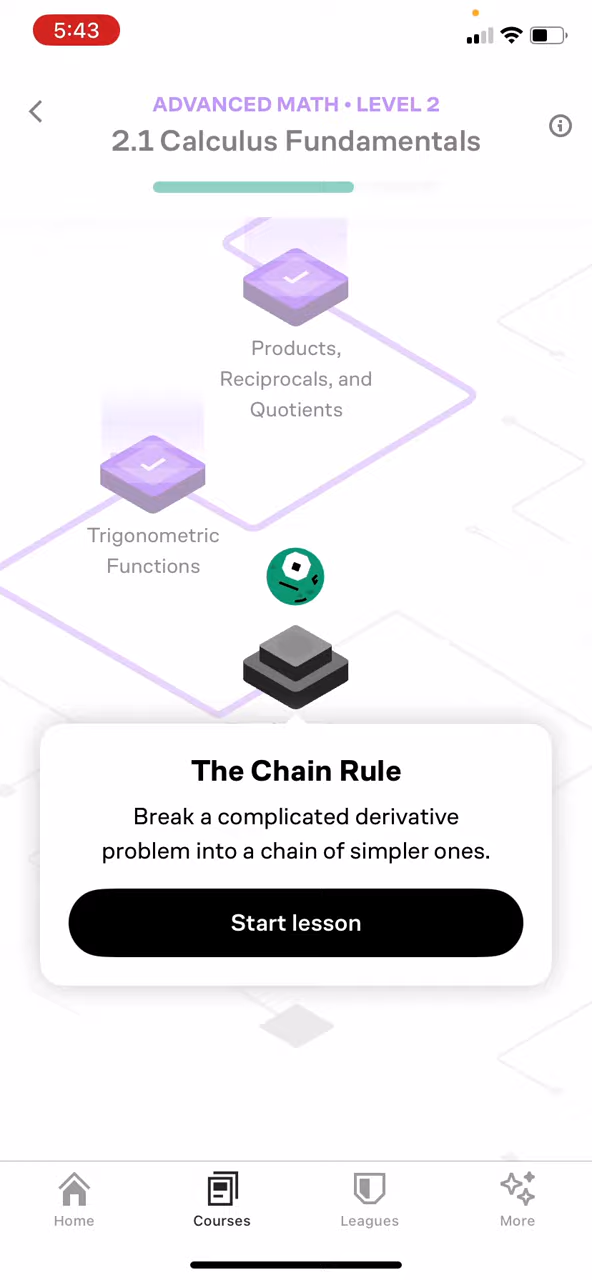 5:43
ADVANCED MATH • LEVEL 2
2.1 Calculus Fundamentals
Products,
Reciprocals, and
Quotients
Trigonometric
Functions
The Chain Rule
Break a complicated derivative
problem into a chain of simpler ones.
Start lesson
Home
Courses
Leagues
More